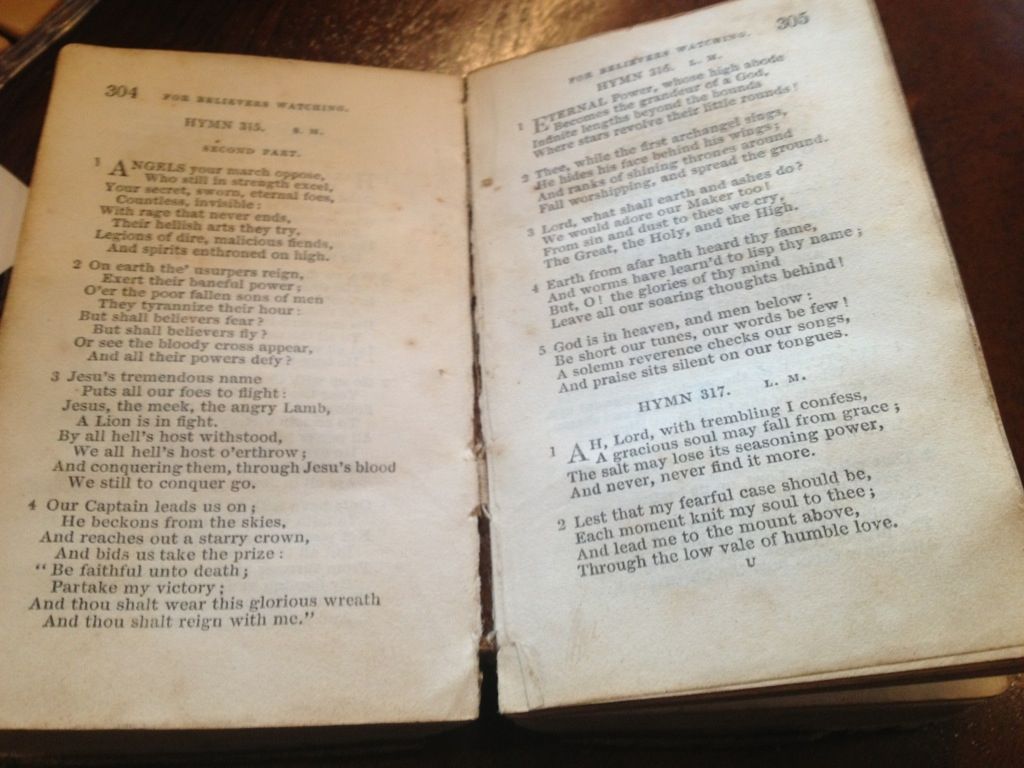 304 FOR BELIEVERS WATCHING.
HYMN 315. S. M.
SECOND PART.
1 ANGELS your march oppose,
Who still in strength excel,
Your secret, sworn, eternal foes,
Countless, invisible:
With rage that never ends,
Their hellish arts they try,
Legions of dire, malicious fiends,
And spirits enthroned on high.
2 On earth the' usurpers reign,
Exert their baneful power;
O'er the poor fallen sons of men
They tyrannize their hour:
But shall believers fear?
But shall believers fly?
Or see the bloody cross appear,
And all their powers defy?
3 Jesu's tremendous name
Puts all our foes to flight:
Jesus, the meek, the angry Lamb,
A Lion is in fight.
By all hell's host withstood,
We all hell's host o'erthrow;
And conquering them, through Jesu's blood
We still to conquer go.
4 Our Captain leads us on;
He beckons from the skies,
And reaches out a starry crown,
And bids us take the prize:
"Be faithful unto death;
Partake my victory;
And thou shalt wear this glorious wreath
And thou shalt reign with me."
FOR BELIEVERS WATCHING. 305
HYMN 316. L. M.
1 ETERNAL Power, whose high abode
Becomes the grandeur of a God,
Infinite lengths beyond the bounds
Where stars revolve their little rounds!
2 Thee, while the first archangel sings,
He hides his face behind his wings;
And ranks of shining thrones around
Fall worshipping, and spread the ground.
3 Lord, what shall earth and ashes do?
We would adore our Maker too!
From sin and dust to thee we cry,
The Great, the Holy, and the High.
4 Earth from afar hath heard thy fame,
And worms have learn'd to lisp thy name;
But, O! the glories of thy mind
Leave all our soaring thoughts behind!
5 God is in heaven, and men below:
Be short our tunes, our words be few!
A solemn reverence checks our songs,
And praise sits silent on our tongues.
HYMN 317. L. M.
1 AH, Lord, with trembling I confess,
A gracious soul may fall from grace;
The salt may lose its seasoning power,
And never, never find it more.
2 Lest that my fearful case should be,
Each moment knit my soul to thee;
And lead me to the mount above,
Through the low vale of humble love.
U